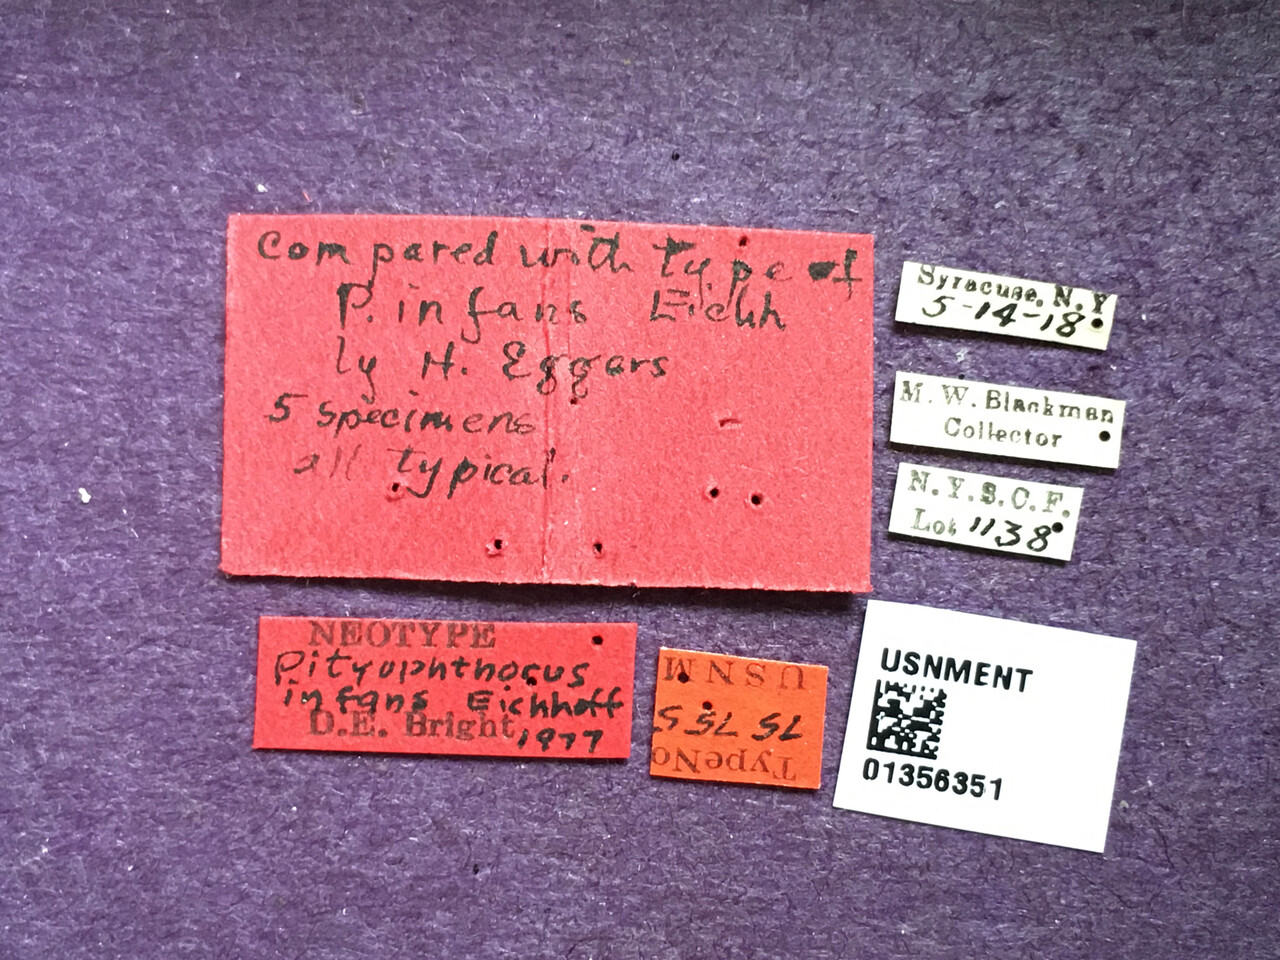 Compared with type of
P. infans Eichh
by H. Eggers
5 specimens
all typical.
Syracuse, N.Y
5-14-18
M. W. Blackman
Collector
N.Y.S.C.F.
Lot 1138
NEOTYPE
Pityophthorus
infans Eichhoff
D.E. Bright 1977
TypeNo
75755
USNM
USNMENT
01356351